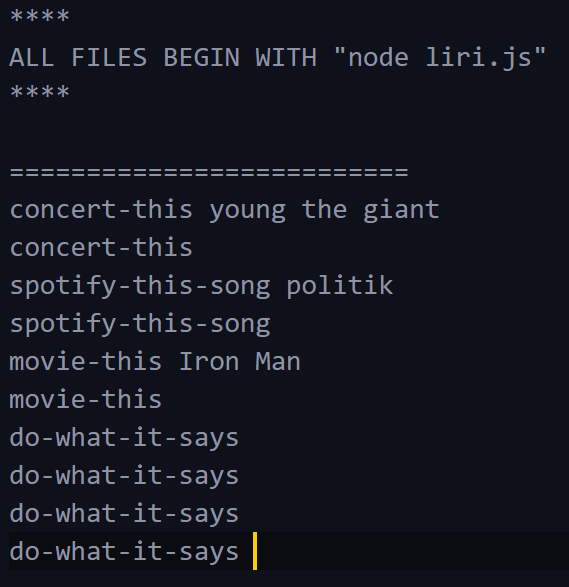 ****
ALL FILES BEGIN WITH "node liri.js"
****
==========================
concert-this young the giant
concert-this
spotify-this-song politik
spotify-this-song
movie-this Iron Man
movie-this
do-what-it-says
do-what-it-says
do-what-it-says
do-what-it-says